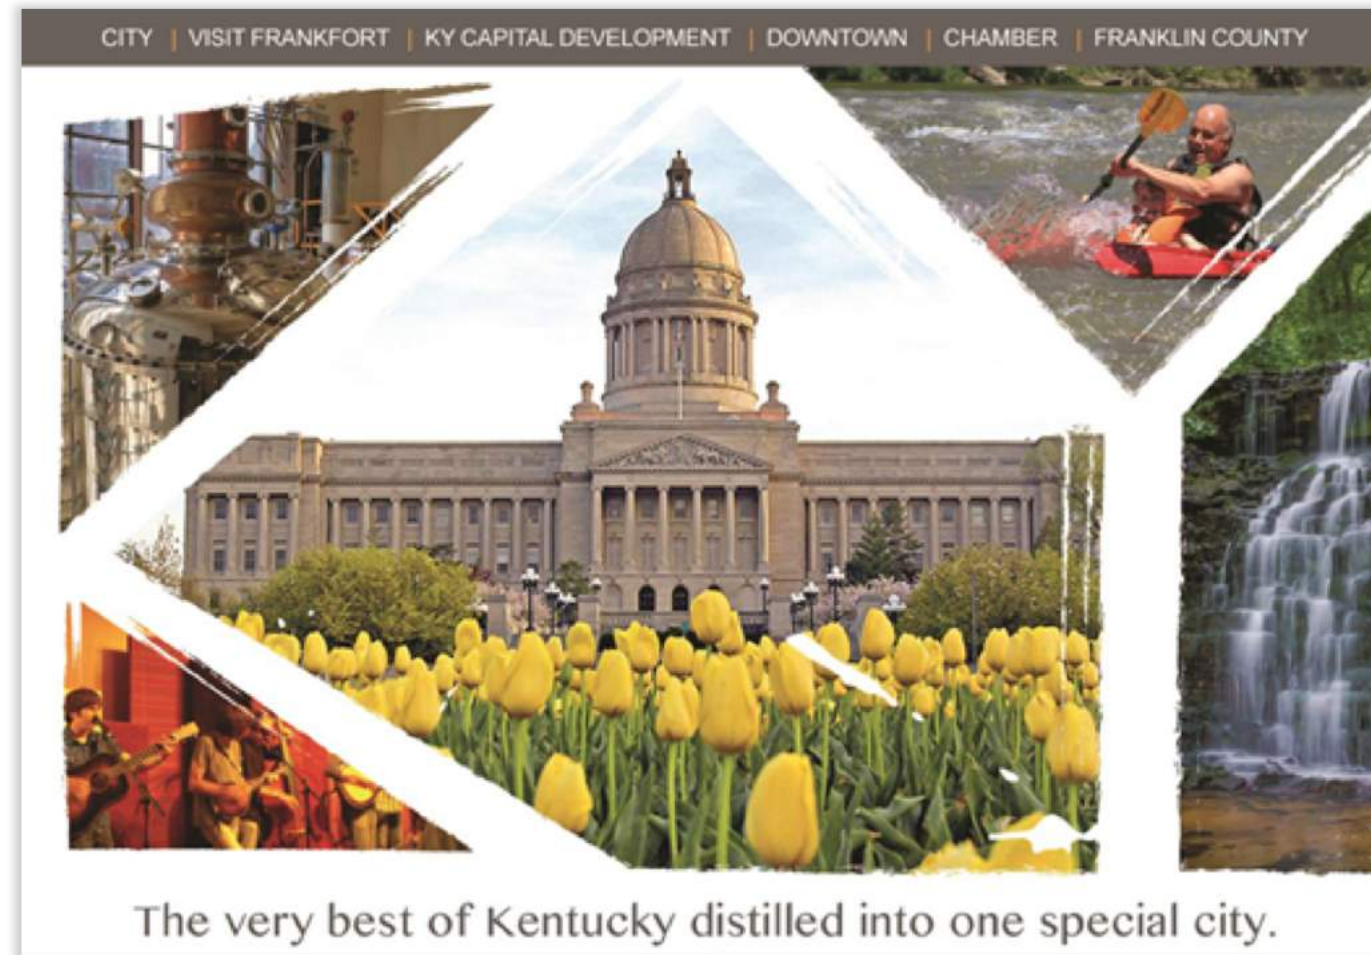 CITY | VISIT FRANKFORT | KY CAPITAL DEVELOPMENT | DOWNTOWN | CHAMBER | FRANKLIN COUNTY
The very best of Kentucky distilled into one special city.